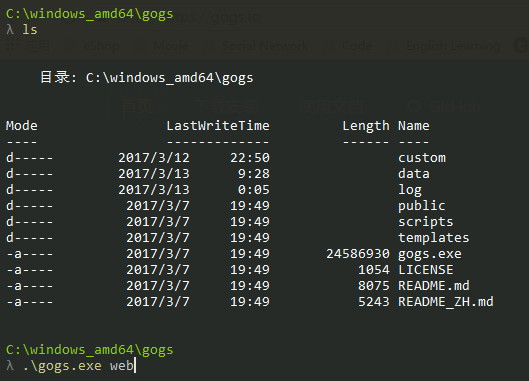 C:\windows_amd64\gogs
λ ls
目录: C:\windows_amd64\gogs
Mode LastWriteTime Length Name
---- ------------- ------ ----
d----- 2017/3/12 22:50 custom
d----- 2017/3/13 9:28 data
d----- 2017/3/13 0:05 log
d----- 2017/3/7 19:49 public
d----- 2017/3/7 19:49 scripts
d----- 2017/3/7 19:49 templates
-a---- 2017/3/7 19:49 24586930 gogs.exe
-a---- 2017/3/7 19:49 1054 LICENSE
-a---- 2017/3/7 19:49 8075 README.md
-a---- 2017/3/7 19:49 5243 README_ZH.md
C:\windows_amd64\gogs
λ .\gogs.exe web